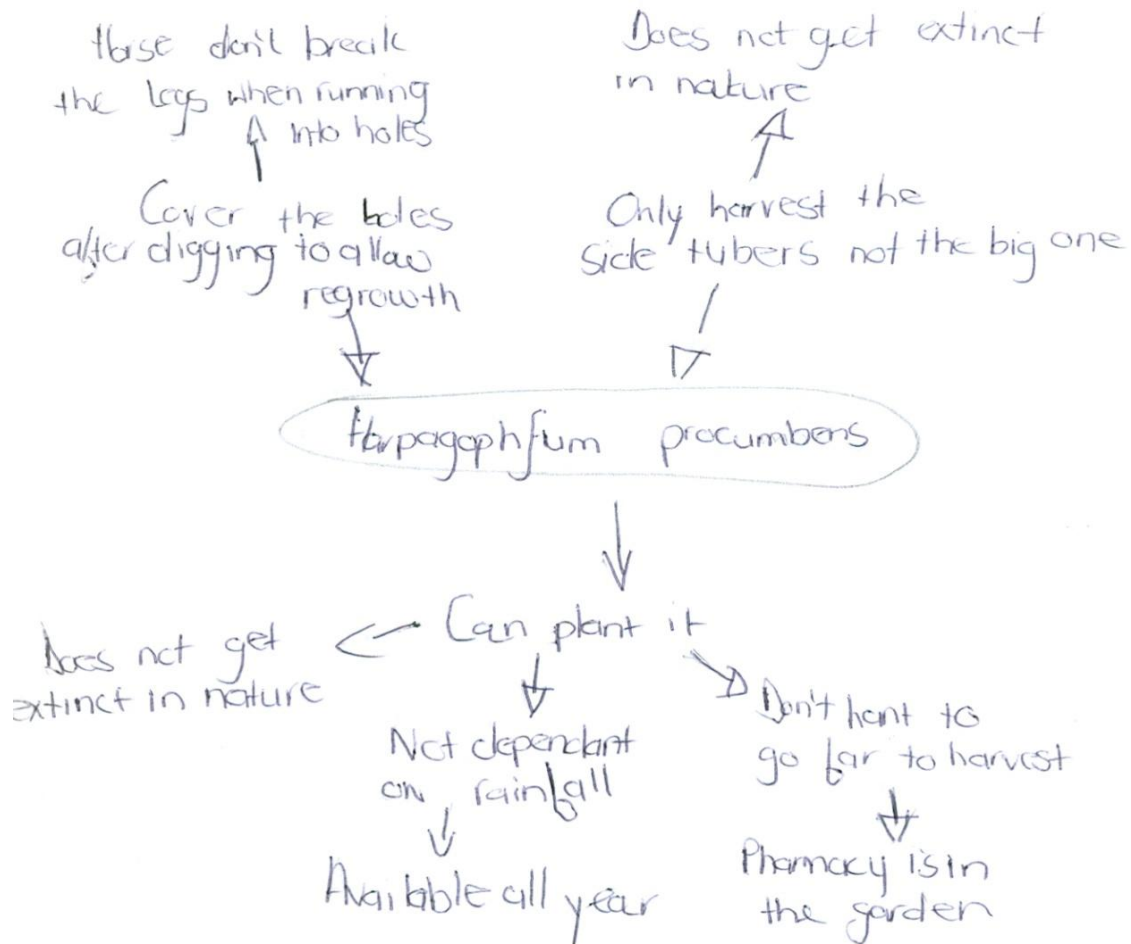 Horse don't break
the legs when running
into holes
Does not get extinct
in nature
Cover the holes
after digging to allow
regrowth
Only harvest the
side tubers not the big one
Harpagophfum procumbens
Can plant it
Does not get
extinct in nature
Not dependant
on rainfall
Available all year
Don't hant to
go far to harvest
Pharmacy is in
the garden